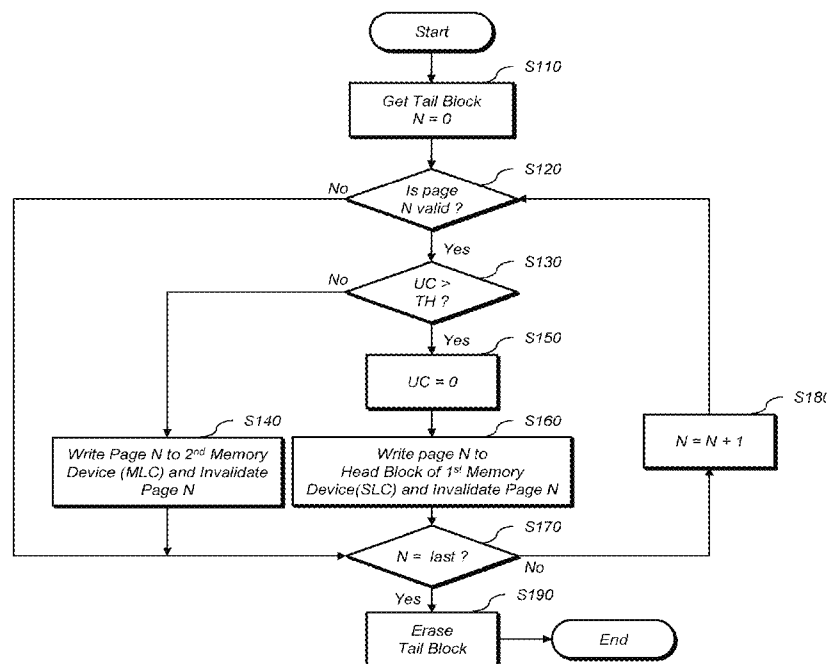 Start
S110
Get Tail Block
N = 0
S120
No
Is page
N valid ?
Yes
S130
No
UC >
TH ?
Yes
S150
UC = 0
S140
Write Page N to 2nd Memory
Device (MLC) and Invalidate
Page N
S160
Write page N to
Head Block of 1st Memory
Device(SLC) and invalidate Page N
S180
N = N + 1
S170
N = last ?
No
Yes
S190
Erase
Tail Block
End